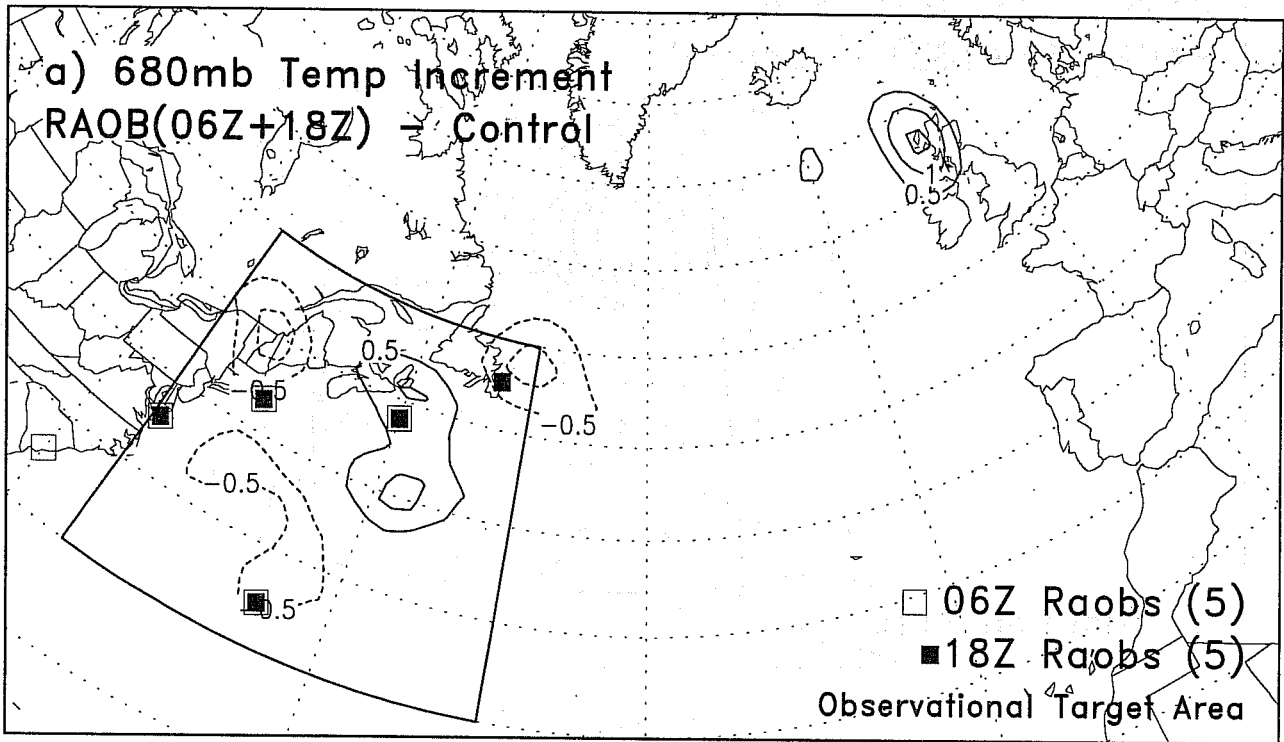 a) 680mb Temp Increment
RAOB(06Z+18Z) – Control
1
0.5
0.5
-0.5
-0.5
-0.5
-0.5
□ 06Z Raobs (5)
■ 18Z Raobs (5)
Observational Target Area